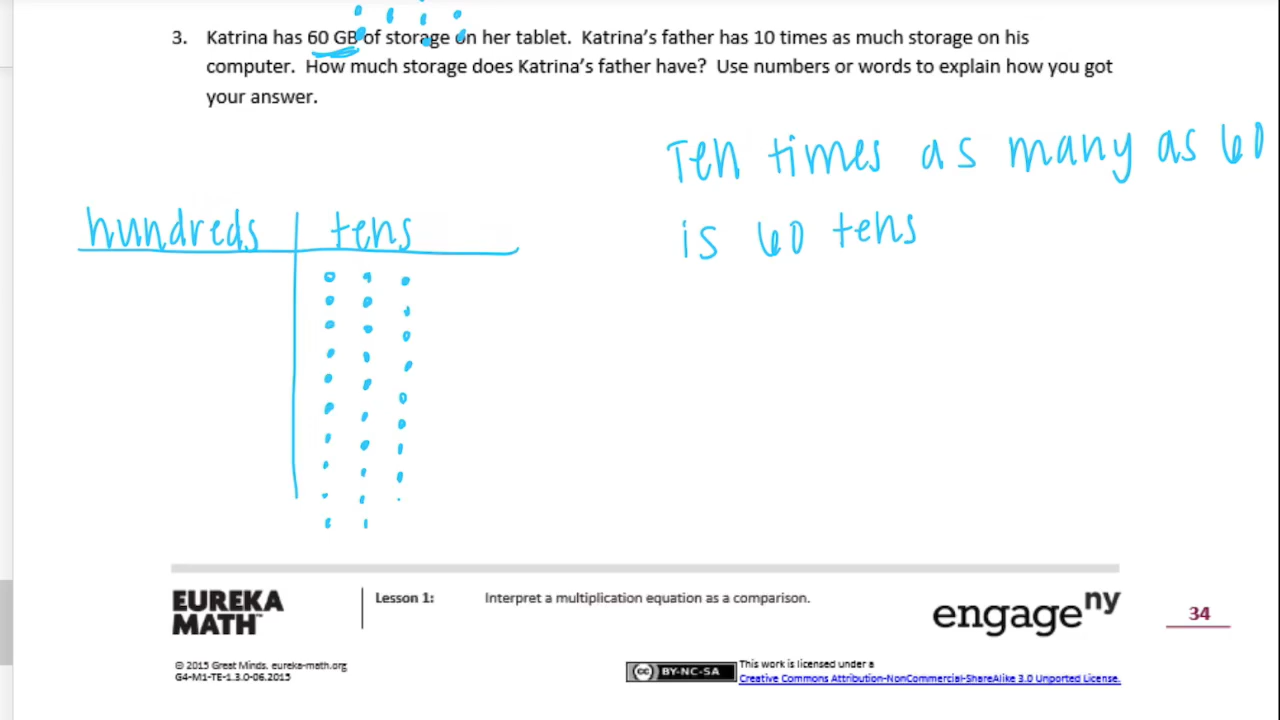 3. Katrina has 60 GB of storage on her tablet. Katrina's father has 10 times as much storage on his
computer. How much storage does Katrina's father have? Use numbers or words to explain how you got
your answer.
Ten times as many as 60
is 60 tens
hundreds tens
EUREKA
MATH™
Lesson 1: Interpret a multiplication equation as a comparison.
engage ny
34
© 2015 Great Minds. eureka-math.org
G4-M1-TE-1.3.0-06.2015
cc BY-NC-SA
This work is licensed under a
Creative Commons Attribution-NonCommercial-ShareAlike 3.0 Unported License.